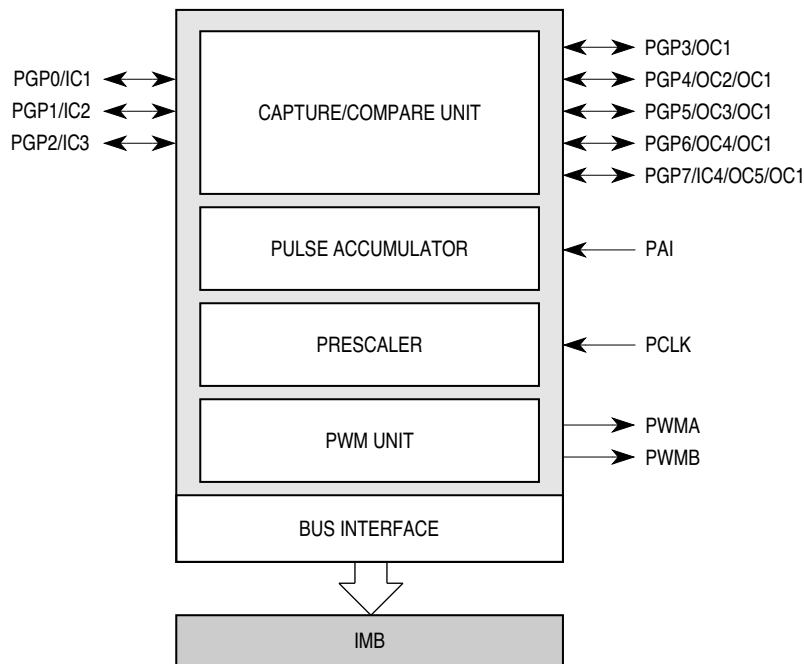 PGP0/IC1
PGP1/IC2
PGP2/IC3
CAPTURE/COMPARE UNIT
PGP3/OC1
PGP4/OC2/OC1
PGP5/OC3/OC1
PGP6/OC4/OC1
PGP7/IC4/OC5/OC1
PULSE ACCUMULATOR
PAI
PRESCALER
PCLK
PWM UNIT
PWMA
PWMB
BUS INTERFACE
IMB